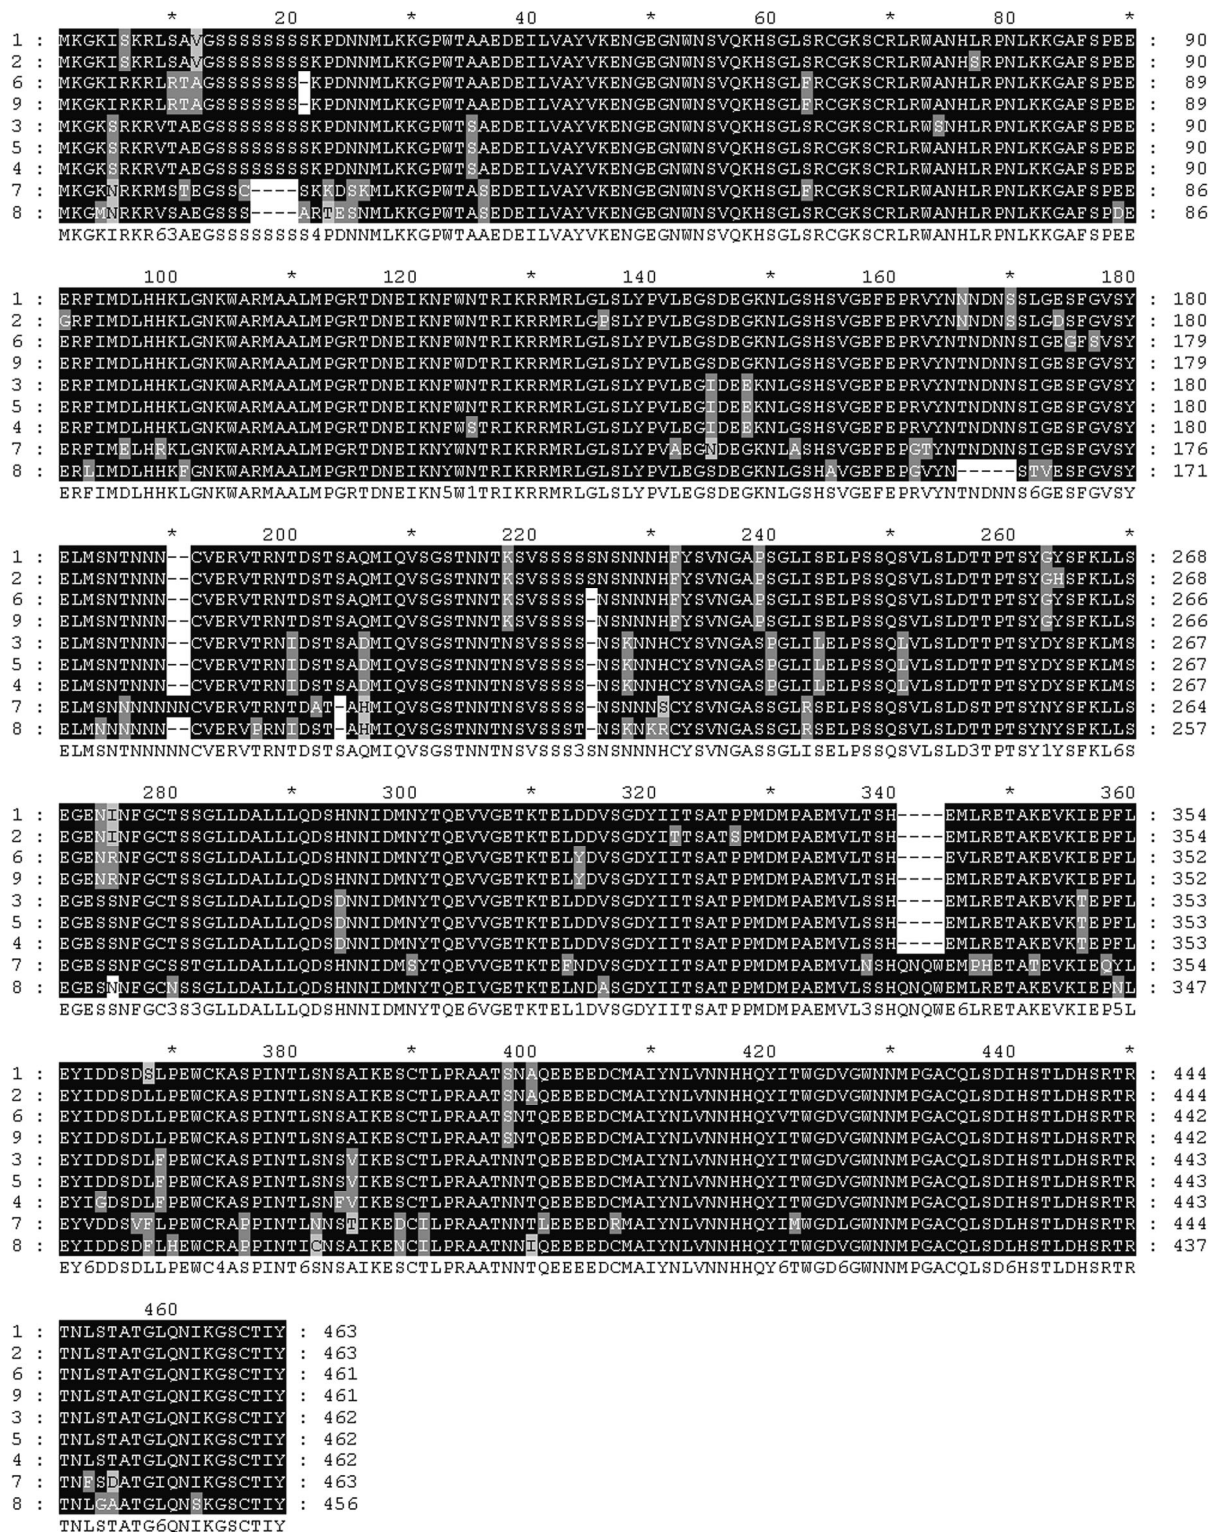 * 20 * 40 * 60 * 80 *
1 : MKGKISKRLSAVGSSSSSSSSKPDNNMLKKGPWTAAEDEILVAYVKENGEGNWNSVQKHSGLSRCGKSCRLRWANHLRPNLKKGAFSPEE : 90
2 : MKGKISKRLSAVGSSSSSSSSKPDNNMLKKGPWTAAEDEILVAYVKENGEGNWNSVQKHSGLSRCGKSCRLRWANHSRPNLKKGAFSPEE : 90
6 : MKGKIRKRLRTAGSSSSSSS-KPDNNMLKKGPWTAAEDEILVAYVKENGEGNWNSVQKHSGLFRCGKSCRLRWANHLRPNLKKGAFSPEE : 89
9 : MKGKIRKRLRTAGSSSSSSS-KPDNNMLKKGPWTAAEDEILVAYVKENGEGNWNSVQKHSGLFRCGKSCRLRWANHLRPNLKKGAFSPEE : 89
3 : MKGKSRKRVTAEGSSSSSSSSKPDNNMLKKGPWTSAEDEILVAYVKENGEGNWNSVQKHSGLSRCGKSCRLRWSNHLRPNLKKGAFSPEE : 90
5 : MKGKSRKRVTAEGSSSSSSSSKPDNNMLKKGPWTSAEDEILVAYVKENGEGNWNSVQKHSGLSRCGKSCRLRWANHLRPNLKKGAFSPEE : 90
4 : MKGKSRKRVTAEGSSSSSSSSKPDNNMLKKGPWTSAEDEILVAYVKENGEGNWNSVQKHSGLSRCGKSCRLRWANHLRPNLKKGAFSPEE : 90
7 : MKGKNRKRMSTEGSSC----SKKDSKMLKKGPWTASEDEILVAYVKENGEGNWNSVQKHSGLFRCGKSCRLRWANHLRPNLKKGAFSPEE : 86
8 : MKGMNRKRVSAEGSSS----ARTESNMLKKGPWTASEDEILVAYVKENGEGNWNSVQKHSGLSRCGKSCRLRWANHLRPNLKKGAFSPDE : 86
MKGKIRKR63AEGSSSSSSSS4PDNNMLKKGPWTAAEDEILVAYVKENGEGNWNSVQKHSGLSRCGKSCRLRWANHLRPNLKKGAFSPEE
100 * 120 * 140 * 160 * 180
1 : ERFIMDLHHKLGNKWARMAALMPGRTDNEIKNFWNTRIKRRMRLGLSLYPVLEGSDEGKNLGSHSVGEFEPRVYNNNDNSSLGESFGVSY : 180
2 : GRFIMDLHHKLGNKWARMAALMPGRTDNEIKNFWNTRIKRRMRLGPSLYPVLEGSDEGKNLGSHSVGEFEPRVYNNNDNSSLGDSFGVSY : 180
6 : ERFIMDLHHKLGNKWARMAALMPGRTDNEIKNFWNTRIKRRMRLGLSLYPVLEGSDEGKNLGSHSVGEFEPRVYNTNDNNSIGEGFSVSY : 179
9 : ERFIMDLHHKLGNKWARMAALMPGRTDNEIKNFWDTRIKRRMRLGLSLYPVLEGSDEGKNLGSHSVGEFEPRVYNTNDNNSIGESFGVSY : 179
3 : ERFIMDLHHKLGNKWARMAALMPGRTDNEIKNFWNTRIKRRMRLGLSLYPVLEGIDEEKNLGSHSVGEFEPRVYNTNDNNSIGESFGVSY : 180
5 : ERFIMDLHHKLGNKWARMAALMPGRTDNEIKNFWNTRIKRRMRLGLSLYPVLEGIDEEKNLGSHSVGEFEPRVYNTNDNNSIGESFGVSY : 180
4 : ERFIMDLHHKLGNKWARMAALMPGRTDNEIKNFWSTRIKRRMRLGLSLYPVLEGIDEEKNLGSHSVGEFEPRVYNTNDNNSIGESFGVSY : 180
7 : ERFIMELHRKLGNKWARMAALMPGRTDNEIKNYWNTRIKRRMRLGLSLYPVLAGNDEGKNLASHSVGEFEPGTYNTNDNNSIGESFGVSY : 176
8 : ERLIMDLHHKFGNKWARMAALMPGRTDNEIKNYWNTRIKRRMRLGLSLYPVLEGSDEGKNLGSHAVGEFEPGVYN-----STVESFGVSY : 171
ERFIMDLHHKLGNKWARMAALMPGRTDNEIKN5W1TRIKRRMRLGLSLYPVLEGSDEGKNLGSHSVGEFEPRVYNTNDNNS6GESFGVSY
* 200 * 220 * 240 * 260 *
1 : ELMSNTNNN--CVERVTRNTDSTSAQMIQVSGSTNNTKSVSSSSSNSNNNHFYSVNGAPSGLISELPSSQSVLSLDTTPTSYGYSFKLLS : 268
2 : ELMSNTNNN--CVERVTRNTDSTSAQMIQVSGSTNNTKSVSSSSSNSNNNHFYSVNGAPSGLISELPSSQSVLSLDTTPTSYGHSFKLLS : 268
6 : ELMSNTNNN--CVERVTRNTDSTSAQMIQVSGSTNNTKSVSSSS-NSNNNHFYSVNGAPSGLISELPSSQSVLSLDTTPTSYGYSFKLLS : 266
9 : ELMSNTNNN--CVERVTRNTDSTSAQMIQVSGSTNNTKSVSSSS-NSNNNHFYSVNGAPSGLISELPSSQSVLSLDTTPTSYGYSFKLLS : 266
3 : ELMSNTNNN--CVERVTRNIDSTSADMIQVSGSTNNTNSVSSSS-NSKNNHCYSVNGASPGLILELPSSQLVLSLDTTPTSYDYSFKLMS : 267
5 : ELMSNTNNN--CVERVTRNIDSTSADMIQVSGSTNNTNSVSSSS-NSKNNHCYSVNGASPGLILELPSSQLVLSLDTTPTSYDYSFKLMS : 267
4 : ELMSNTNNN--CVERVTRNIDSTSADMIQVSGSTNNTNSVSSSS-NSKNNHCYSVNGASPGLILELPSSQLVLSLDTTPTSYDYSFKLMS : 267
7 : ELMSNNNNNNNCVERVTRNTDAT-AHMIQVSGSTNNTNSVSSSS-NSNNNSCYSVNGASSGLRSELPSSQSVLSLDSTPTSYNYSFKLLS : 264
8 : ELMNNNNNN--CVERVPRNIDST-AHMIQVSGSTNNTNSVSSST-NSKNKRCYSVNGASSGLRSELPSSQSVLSLDSTPTSYNYSFKLLS : 257
ELMSNTNNNNNCVERVTRNTDSTSAQMIQVSGSTNNTNSVSSS3SNSNNNHCYSVNGASSGLISELPSSQSVLSLD3TPTSY1YSFKL6S
280 * 300 * 320 * 340 * 360
1 : EGENINFGCTSSGLLDALLLQDSHNNIDMNYTQEVVGETKTELDDVSGDYIITSATPPMDMPAEMVLTSH----EMLRETAKEVKIEPFL : 354
2 : EGENINFGCTSSGLLDALLLQDSHNNIDMNYTQEVVGETKTELDDVSGDYITTSATSPMDMPAEMVLTSH----EMLRETAKEVKIEPFL : 354
6 : EGENRNFGCTSSGLLDALLLQDSHNNIDMNYTQEVVGETKTELYDVSGDYIITSATPPMDMPAEMVLTSH----EVLRETAKEVKIEPFL : 352
9 : EGENRNFGCTSSGLLDALLLQDSHNNIDMNYTQEVVGETKTELYDVSGDYIITSATPPMDMPAEMVLTSH----EMLRETAKEVKIEPFL : 352
3 : EGESSNFGCTSSGLLDALLLQDSDNNIDMNYTQEVVGETKTELDDVSGDYIITSATPPMDMPAEMVLSSH----EMLRETAKEVKTEPFL : 353
5 : EGESSNFGCTSSGLLDALLLQDSDNNIDMNYTQEVVGETKTELDDVSGDYIITSATPPMDMPAEMVLSSH----EMLRETAKEVKTEPFL : 353
4 : EGESSNFGCTSSGLLDALLLQDSDNNIDMNYTQEVVGETKTELDDVSGDYIITSATPPMDMPAEMVLSSH----EMLRETAKEVKTEPFL : 353
7 : EGESSNFGCSSTGLLDALLLQDSHNNIDMSYTQEVVGETKTEFNDVSGDYIITSATPPMDMPAEMVLNSHQNQWEMPHETATEVKIEQYL : 354
8 : EGESNNFGCNSSGLLDALLLQDSHNNIDMNYTQEIVGETKTELNDASGDYIITSATPPMDMPAEMVLSSHQNQWEMLRETAKEVKIEPNL : 347
EGESSNFGC3S3GLLDALLLQDSHNNIDMNYTQE6VGETKTEL1DVSGDYIITSATPPMDMPAEMVL3SHQNQWE6LRETAKEVKIEP5L
* 380 * 400 * 420 * 440 *
1 : EYIDDSDSLPEWCKASPINTLSNSAIKESCTLPRAATSNAQEEEEDCMAIYNLVNNHHQYITWGDVGWNNMPGACQLSDIHSTLDHSRTR : 444
2 : EYIDDSDLLPEWCKASPINTLSNSAIKESCTLPRAATSNAQEEEEDCMAIYNLVNNHHQYITWGDVGWNNMPGACQLSDIHSTLDHSRTR : 444
6 : EYIDDSDLLPEWCKASPINTLSNSAIKESCTLPRAATSNTQEEEEDCMAIYNLVNNHHQYVTWGDVGWNNMPGACQLSDIHSTLDHSRTR : 442
9 : EYIDDSDLLPEWCKASPINTLSNSAIKESCTLPRAATSNTQEEEEDCMAIYNLVNNHHQYITWGDVGWNNMPGACQLSDIHSTLDHSRTR : 442
3 : EYIDDSDLFPEWCKASPINTLSNSVIKESCTLPRAATNNTQEEEEDCMAIYNLVNNHHQYITWGDVGWNNMPGACQLSDIHSTLDHSRTR : 443
5 : EYIDDSDLFPEWCKASPINTLSNSVIKESCTLPRAATNNTQEEEEDCMAIYNLVNNHHQYITWGDVGWNNMPGACQLSDIHSTLDHSRTR : 443
4 : EYIGDSDLFPEWCKASPINTLSNFVIKESCTLPRAATNNTQEEEEDCMAIYNLVNNHHQYITWGDVGWNNMPGACQLSDIHSTLDHSRTR : 443
7 : EYVDDSVFLPEWCRAPPINTLNNSTIKEDCILPRAATNNTLEEEEDRMAIYNLVNNHHQYIMWGDLGWNNMPGACQLSDIHSTLDHSRTR : 444
8 : EYIDDSDFLHEWCRAPPINTICNSAIKENCILPRAATNNIQEEEEDCMAIYNLVNNHHQYITWGDVGWNNMPGACQLSDLHSTLDHSRTR : 437
EY6DDSDLLPEWC4ASPINT6SNSAIKESCTLPRAATNNTQEEEEDCMAIYNLVNNHHQY6TWGD6GWNNMPGACQLSD6HSTLDHSRTR
460
1 : TNLSTATGLQNIKGSCTIY : 463
2 : TNLSTATGLQNIKGSCTIY : 463
6 : TNLSTATGLQNIKGSCTIY : 461
9 : TNLSTATGLQNIKGSCTIY : 461
3 : TNLSTATGLQNIKGSCTIY : 462
5 : TNLSTATGLQNIKGSCTIY : 462
4 : TNLSTATGLQNIKGSCTIY : 462
7 : TNFSDATGIQNIKGSCTIY : 463
8 : TNLGAATGLQNSKGSCTIY : 456
TNLSTATG6QNIKGSCTIY